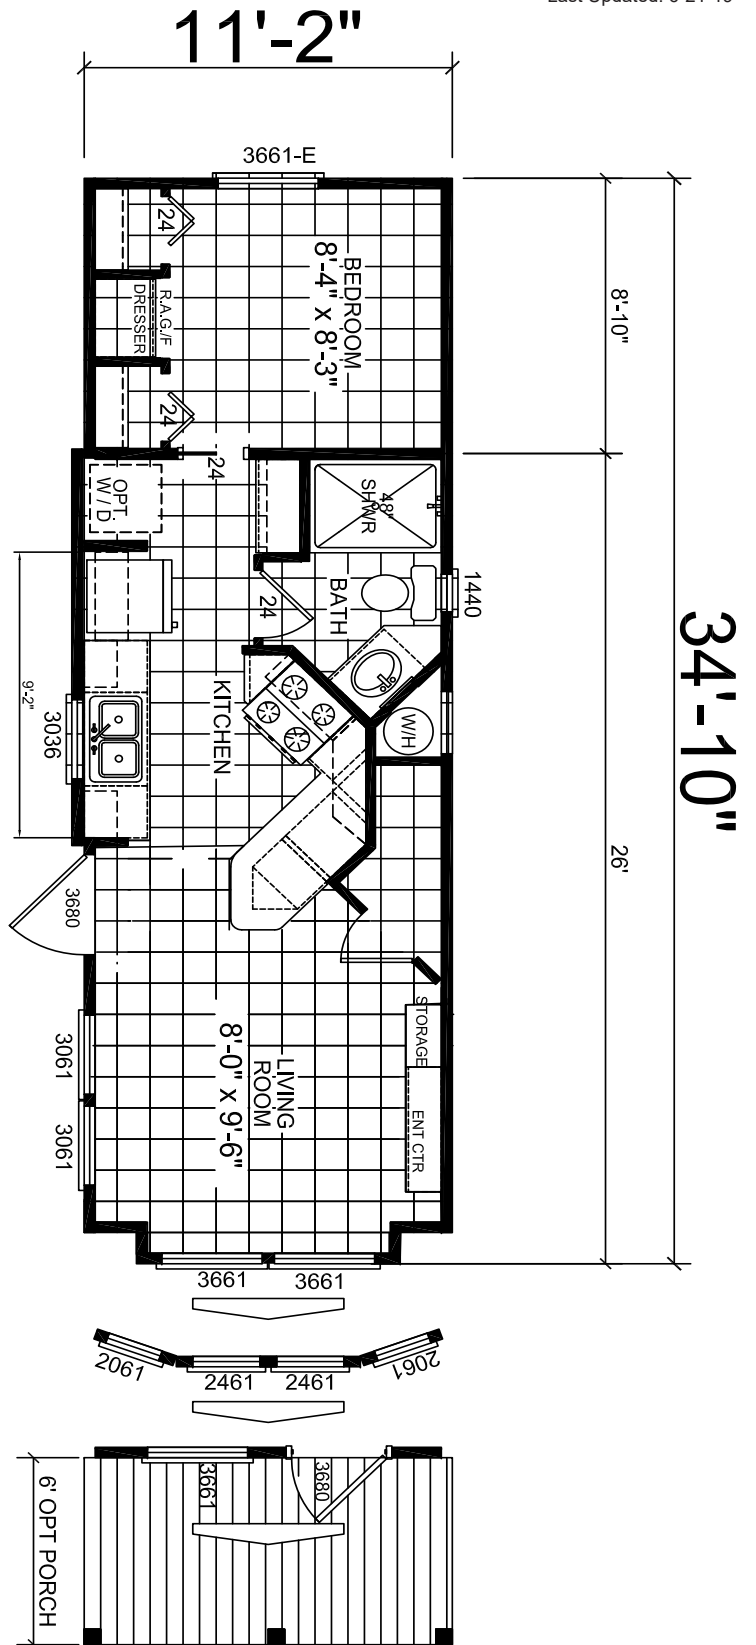 11'-2"
3661-E
24
BEDROOM
8'-4" x 8'-3"
8'-10"
R.A.G./F
DRESSER
24
24
OPT.
W / D
48"
SHWR
1440
BATH
24
34'-10"
9'-2"
3036
KITCHEN
W/H
26'
3680
STORAGE
3061
LIVING
ROOM
8'-0" x 9'-6"
ENT CTR
3061
3661
3661
2061
2461
2461
2061
3661
3680
6' OPT PORCH